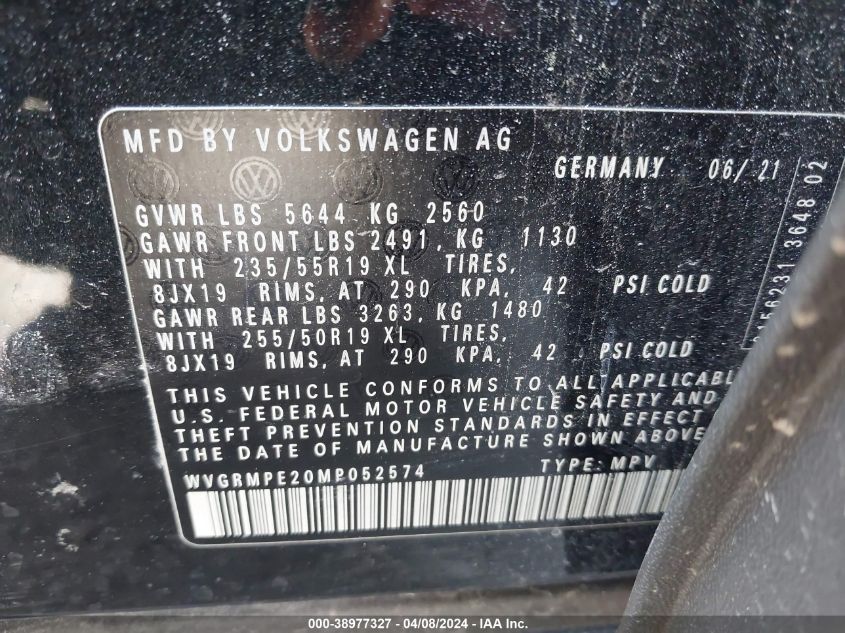 MFD BY VOLKSWAGEN AG
GERMANY 06/21
GVWR LBS 5644 KG 2560
GAWR FRONT LBS 2491, KG 1130
WITH 235/55R19 XL TIRES,
8JX19 RIMS, AT 290 KPA, 42 PSI COLD
GAWR REAR LBS 3263, KG 1480
WITH 255/50R19 XL TIRES,
8JX19 RIMS, AT 290 KPA, 42 PSI COLD
THIS VEHICLE CONFORMS TO ALL APPLICABL
U.S. FEDERAL MOTOR VEHICLE SAFETY AND
THEFT PREVENTION STANDARDS IN EFFECT
THE DATE OF MANUFACTURE SHOWN ABOVE
WVGRMPE20MP052574 TYPE: MPV
3648 02
000-38977327 - 04/08/2024 - IAA Inc.